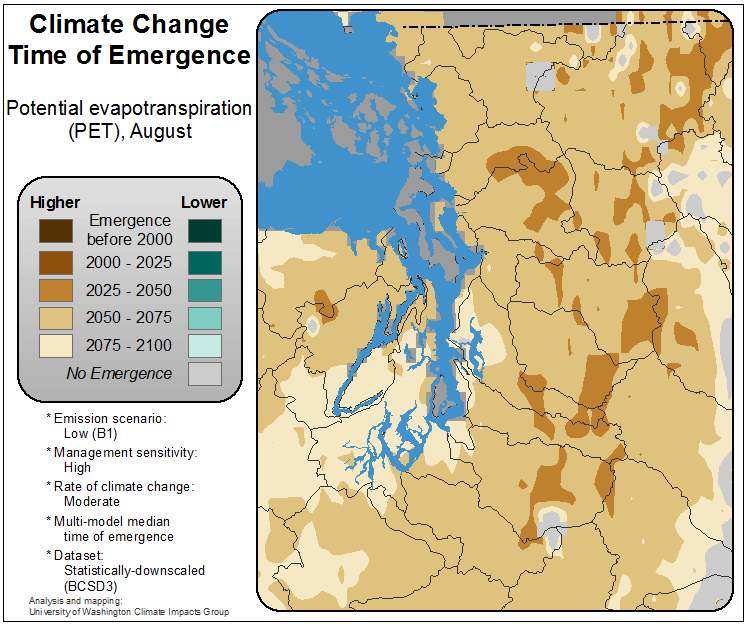 Climate Change
Time of Emergence
Potential evapotranspiration
(PET), August
Higher Lower
Emergence
before 2000
2000 - 2025
2025 - 2050
2050 - 2075
2075 - 2100
No Emergence
* Emission scenario:
Low (B1)
* Management sensitivity:
High
* Rate of climate change:
Moderate
* Multi-model median
time of emergence
* Dataset:
Statistically-downscaled
(BCSD3)
Analysis and mapping:
University of Washington Climate Impacts Group